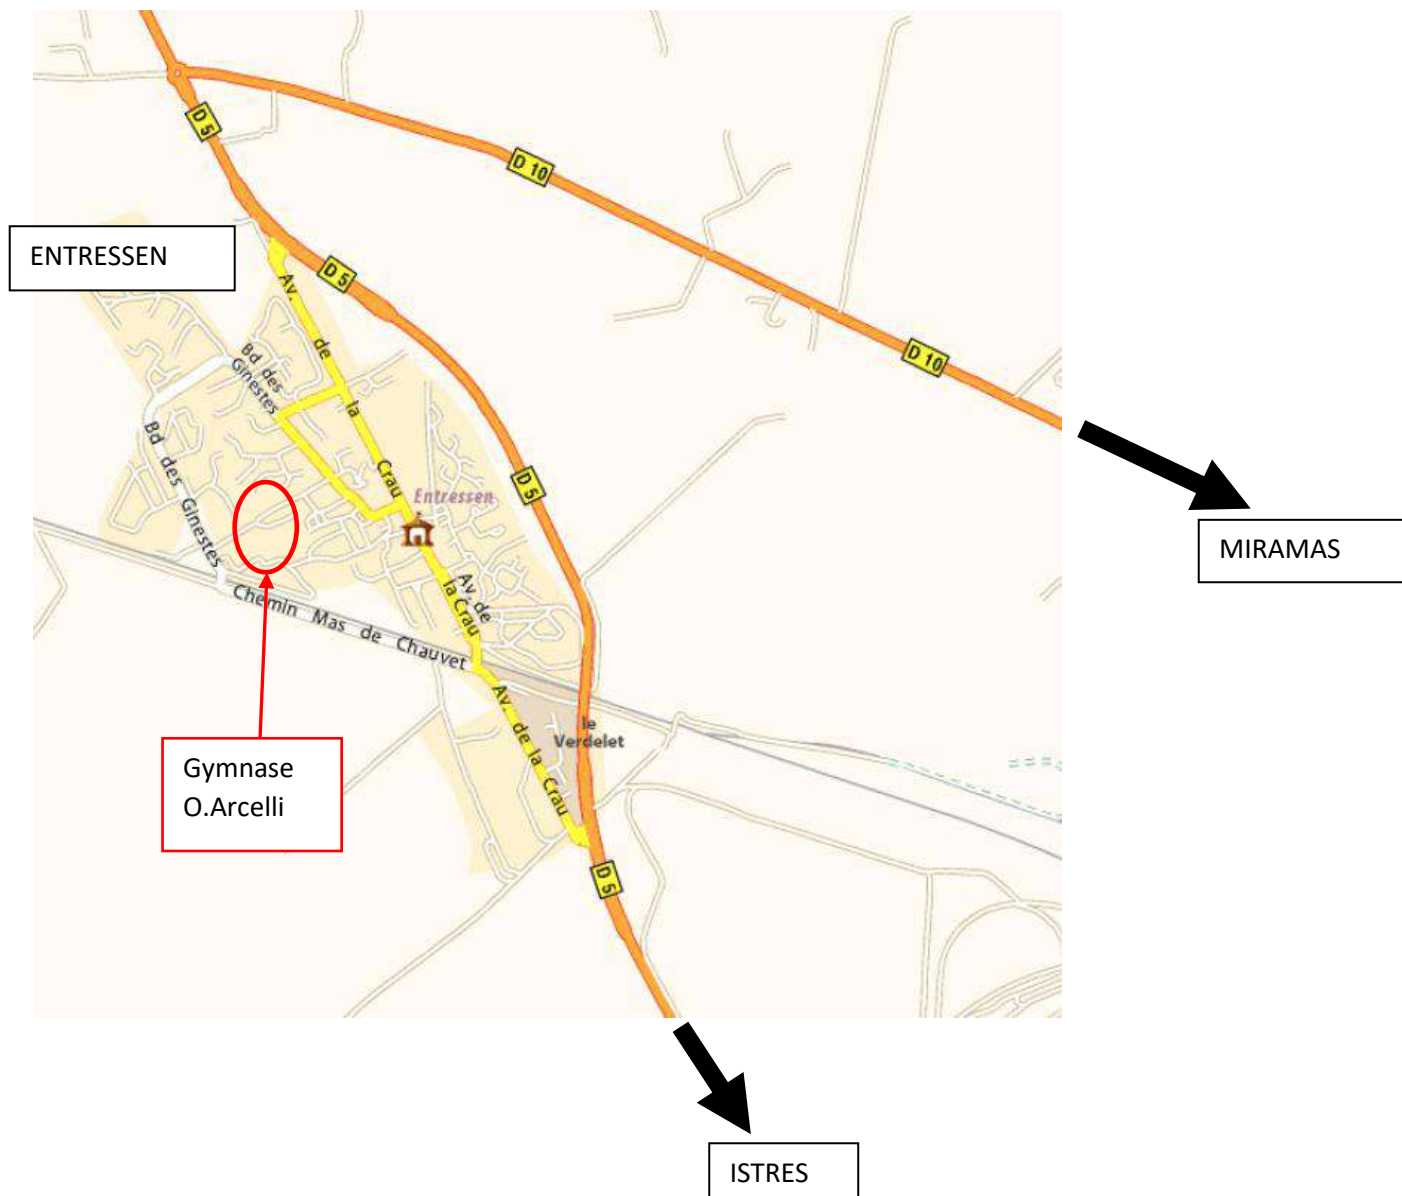 D 5
D 10
ENTRESSEN
D 5
Av. de la Crau
Bd des
Ginestes
D 10
Bd des Ginestes
D 5
Entressen
MIRAMAS
Av. de
la Crau
Chemin Mas de Chauvet
Av. de la Crau
le
Verdelet
Gymnase
O.Arcelli
D 5
ISTRES